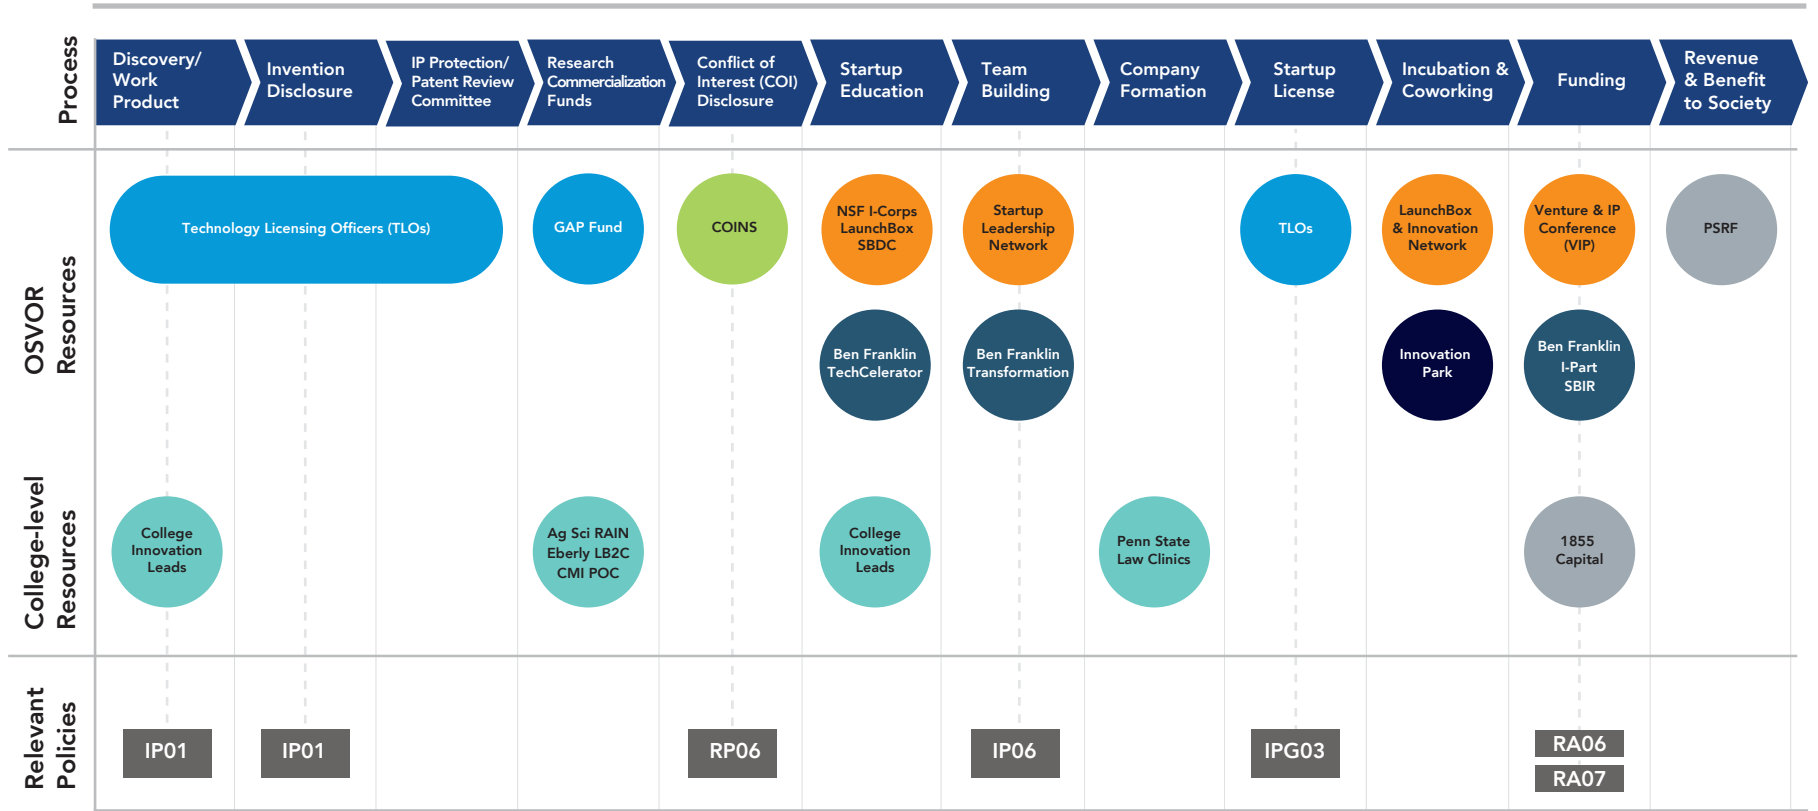 Process
Discovery/
Work
Product
Invention
Disclosure
IP Protection/
Patent Review
Committee
Research
Commercialization
Funds
Conflict of
Interest (COI)
Disclosure
Startup
Education
Team
Building
Company
Formation
Startup
License
Incubation &
Coworking
Funding
Revenue
& Benefit
to Society
OSVOR
Resources
Technology Licensing Officers (TLOs)
GAP Fund
COINS
NSF I-Corps
LaunchBox
SBDC
Startup
Leadership
Network
TLOs
LaunchBox
& Innovation
Network
Venture & IP
Conference
(VIP)
PSRF
Ben Franklin
TechCelerator
Ben Franklin
Transformation
Innovation
Park
Ben Franklin
I-Part
SBIR
College-level
Resources
College
Innovation
Leads
Ag Sci RAIN
Eberly LB2C
CMI POC
College
Innovation
Leads
Penn State
Law Clinics
1855
Capital
Relevant
Policies
IP01
IP01
RP06
IP06
IPG03
RA06
RA07